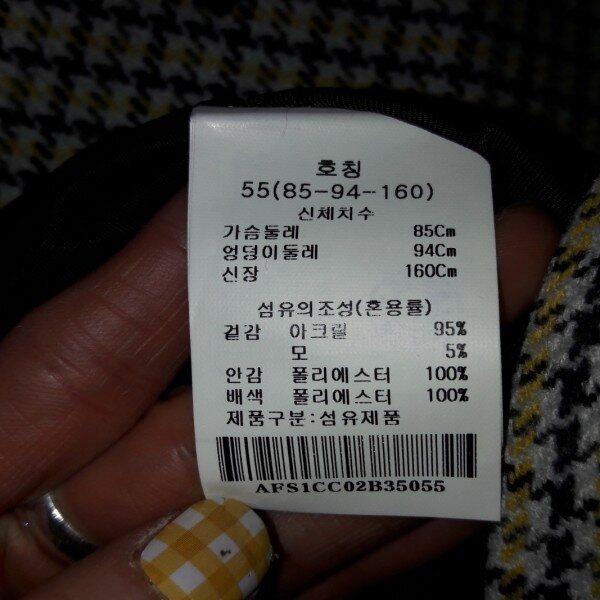 호칭
55(85-94-160)
신체치수
가슴둘레 85Cm
엉덩이둘레 94Cm
신장 160Cm
섬유의조성(혼용률)
겉감 아크릴 95%
모 5%
안감 폴리에스터 100%
배색 폴리에스터 100%
제품구분:섬유제품
AFS1CC02B35055